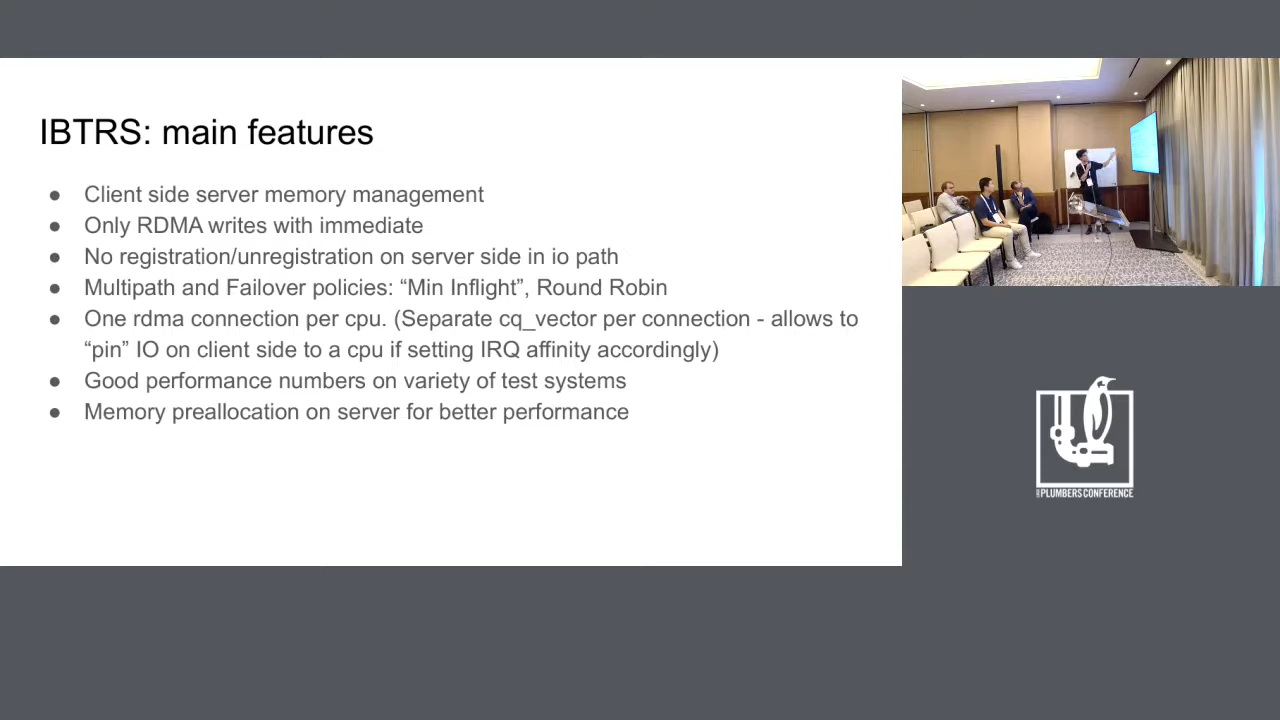 IBTRS: main features
● Client side server memory management
● Only RDMA writes with immediate
● No registration/unregistration on server side in io path
● Multipath and Failover policies: “Min Inflight”, Round Robin
● One rdma connection per cpu. (Separate cq_vector per connection - allows to
“pin” IO on client side to a cpu if setting IRQ affinity accordingly)
● Good performance numbers on variety of test systems
● Memory preallocation on server for better performance
PLUMBERS CONFERENCE